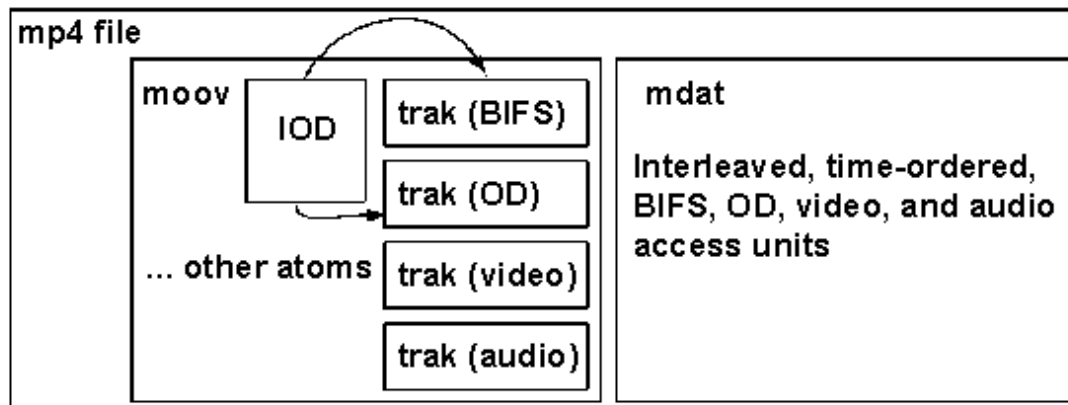 mp4 file
moov
IOD
trak (BIFS)
trak (OD)
... other atoms
trak (video)
trak (audio)
mdat
Interleaved, time-ordered,
BIFS, OD, video, and audio
access units